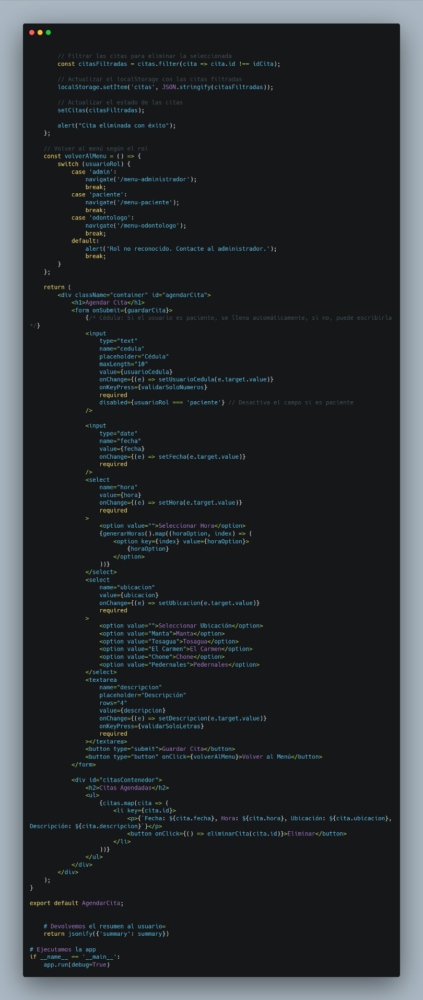 // Filtrar las citas para eliminar la seleccionada
        const citasFiltradas = citas.filter(cita => cita.id !== idCita);

        // Actualizar el localStorage con las citas filtradas
        localStorage.setItem('citas', JSON.stringify(citasFiltradas));

        // Actualizar el estado de las citas
        setCitas(citasFiltradas);

        alert("Cita eliminada con éxito");
    };

    // Volver al menú según el rol
    const volverAlMenu = () => {
        switch (usuarioRol) {
            case 'admin':
                navigate('/menu-administrador');
                break;
            case 'paciente':
                navigate('/menu-paciente');
                break;
            case 'odontologo':
                navigate('/menu-odontologo');
                break;
            default:
                alert('Rol no reconocido. Contacte al administrador.');
                break;
        }
    };

    return (
        <div className="container" id="agendarCita">
            <h1>Agendar Cita</h1>
            <form onSubmit={guardarCita}>
                {/* Cédula: Si el usuario es paciente, se llena automáticamente, si no, puede escribirla
*/}
                <input
                    type="text"
                    name="cedula"
                    placeholder="Cédula"
                    maxLength="10"
                    value={usuarioCedula}
                    onChange={(e) => setUsuarioCedula(e.target.value)}
                    onKeyPress={validarSoloNumeros}
                    required
                    disabled={usuarioRol === 'paciente'} // Desactiva el campo si es paciente
                />

                <input
                    type="date"
                    name="fecha"
                    value={fecha}
                    onChange={(e) => setFecha(e.target.value)}
                    required
                />
                <select
                    name="hora"
                    value={hora}
                    onChange={(e) => setHora(e.target.value)}
                    required
                >
                    <option value="">Seleccionar Hora</option>
                    {generarHoras().map((horaOption, index) => (
                        <option key={index} value={horaOption}>
                            {horaOption}
                        </option>
                    ))}
                </select>
                <select
                    name="ubicacion"
                    value={ubicacion}
                    onChange={(e) => setUbicacion(e.target.value)}
                    required
                >
                    <option value="">Seleccionar Ubicación</option>
                    <option value="Manta">Manta</option>
                    <option value="Tosagua">Tosagua</option>
                    <option value="El Carmen">El Carmen</option>
                    <option value="Chone">Chone</option>
                    <option value="Pedernales">Pedernales</option>
                </select>
                <textarea
                    name="descripcion"
                    placeholder="Descripción"
                    rows="4"
                    value={descripcion}
                    onChange={(e) => setDescripcion(e.target.value)}
                    onKeyPress={validarSoloLetras}
                    required
                ></textarea>
                <button type="submit">Guardar Cita</button>
                <button type="button" onClick={volverAlMenu}>Volver al Menú</button>
            </form>

            <div id="citasContenedor">
                <h2>Citas Agendadas</h2>
                <ul>
                    {citas.map(cita => (
                        <li key={cita.id}>
                            <p>{`Fecha: ${cita.fecha}, Hora: ${cita.hora}, Ubicación: ${cita.ubicacion},
Descripción: ${cita.descripcion}`}</p>
                            <button onClick={() => eliminarCita(cita.id)}>Eliminar</button>
                        </li>
                    ))}
                </ul>
            </div>
        </div>
    );
}

export default AgendarCita;


    # Devolvemos el resumen al usuario=
    return jsonify({'summary': summary})

# Ejecutamos la app
if __name__ == '__main__':
    app.run(debug=True)